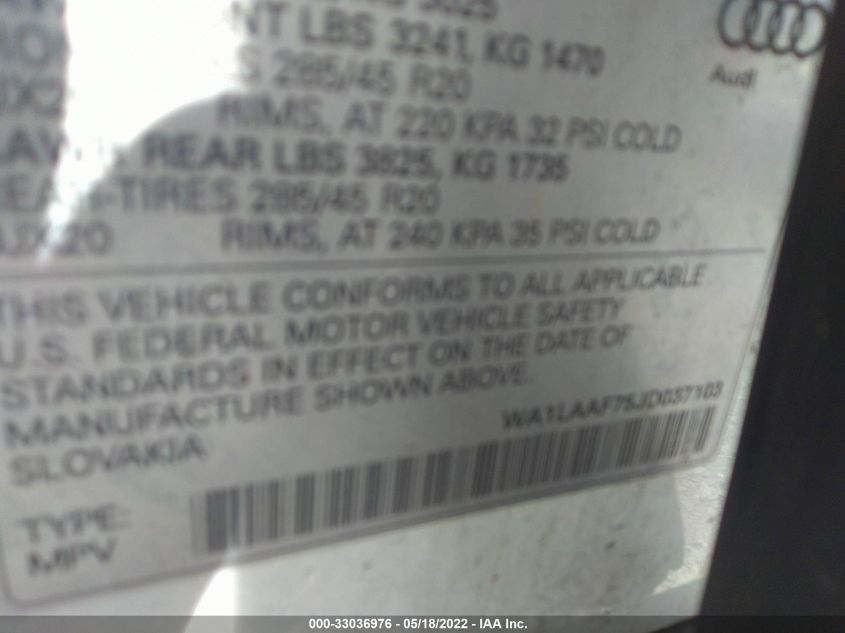 3825
NT LBS 3241, KG 1470
S 285/45 R20
RIMS, AT 220 KPA 32 PSI COLD
REAR LBS 3825, KG 1735
TIRES 285/45 R20
RIMS, AT 240 KPA 35 PSI COLD
Audi
THIS VEHICLE CONFORMS TO ALL APPLICABLE
U.S. FEDERAL MOTOR VEHICLE SAFETY
STANDARDS IN EFFECT ON THE DATE OF
MANUFACTURE SHOWN ABOVE.
SLOVAKIA
WA1LAAF75JD037103
TYPE:
MPV
000-33036976 - 05/18/2022 - IAA Inc.